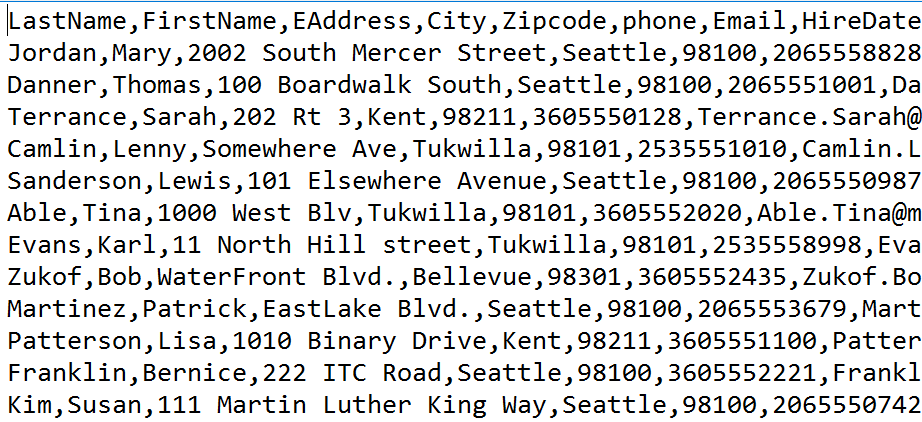 LastName,FirstName,EAddress,City,Zipcode,phone,Email,HireDate
Jordan,Mary,2002 South Mercer Street,Seattle,98100,2065558828
Danner,Thomas,100 Boardwalk South,Seattle,98100,2065551001,Da
Terrance,Sarah,202 Rt 3,Kent,98211,3605550128,Terrance.Sarah@
Camlin,Lenny,Somewhere Ave,Tukwilla,98101,2535551010,Camlin.L
Sanderson,Lewis,101 Elsewhere Avenue,Seattle,98100,2065550987
Able,Tina,1000 West Blv,Tukwilla,98101,3605552020,Able.Tina@m
Evans,Karl,11 North Hill street,Tukwilla,98101,2535558998,Eva
Zukof,Bob,WaterFront Blvd.,Bellevue,98301,3605552435,Zukof.Bo
Martinez,Patrick,EastLake Blvd.,Seattle,98100,2065553679,Mart
Patterson,Lisa,1010 Binary Drive,Kent,98211,3605551100,Patter
Franklin,Bernice,222 ITC Road,Seattle,98100,3605552221,Frankl
Kim,Susan,111 Martin Luther King Way,Seattle,98100,2065550742